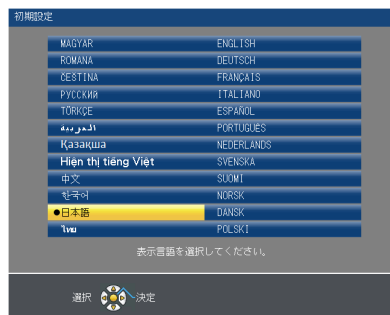 初期設定
MAGYAR ENGLISH
ROMÂNĂ DEUTSCH
ČEŠTINA FRANÇAIS
РУССКИЙ ITALIANO
TÜRKÇE ESPAÑOL
العربية PORTUGUÊS
Қазақша NEDERLANDS
Hiện thị tiếng Việt SVENSKA
中文 SUOMI
한국어 NORSK
●日本語 DANSK
ไทย POLSKI
表示言語を選択してください。
選択 決定